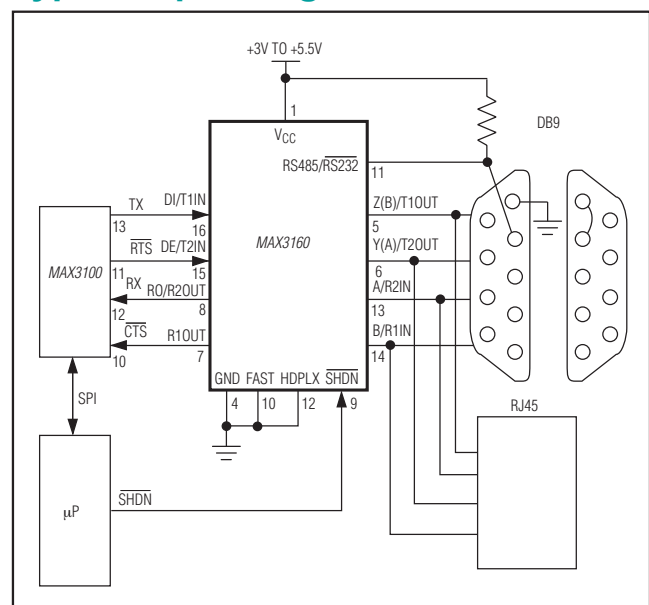 +3V TO +5.5V
1
VCC
DB9
RS485/RS232
11
TX
DI/T1IN
Z(B)/T1OUT
13
16
5
RTS
DE/T2IN
MAX3160
Y(A)/T2OUT
MAX3100
11
15
6
RX
RO/R2OUT
A/R2IN
12
8
13
CTS
R1OUT
B/R1IN
10
7
14
GND FAST HDPLX SHDN
4 10 12 9
SPI
RJ45
SHDN
µP